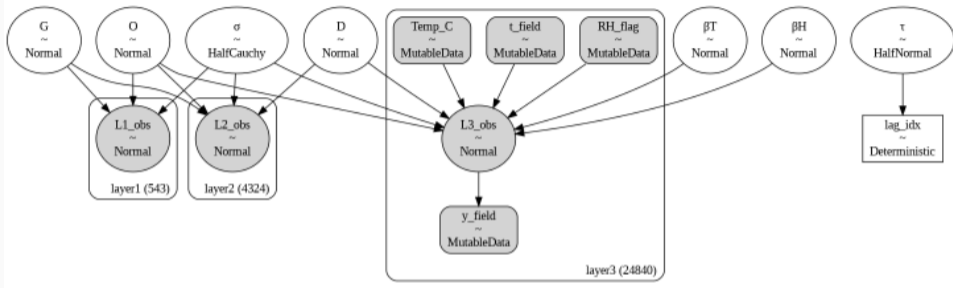 G
~
Normal
O
~
Normal
σ
~
HalfCauchy
D
~
Normal
Temp_C
~
MutableData
t_field
~
MutableData
RH_flag
~
MutableData
βT
~
Normal
βH
~
Normal
τ
~
HalfNormal
L1_obs
~
Normal
layer1 (543)
L2_obs
~
Normal
layer2 (4324)
L3_obs
~
Normal
lag_idx
~
Deterministic
y_field
~
MutableData
layer3 (24840)